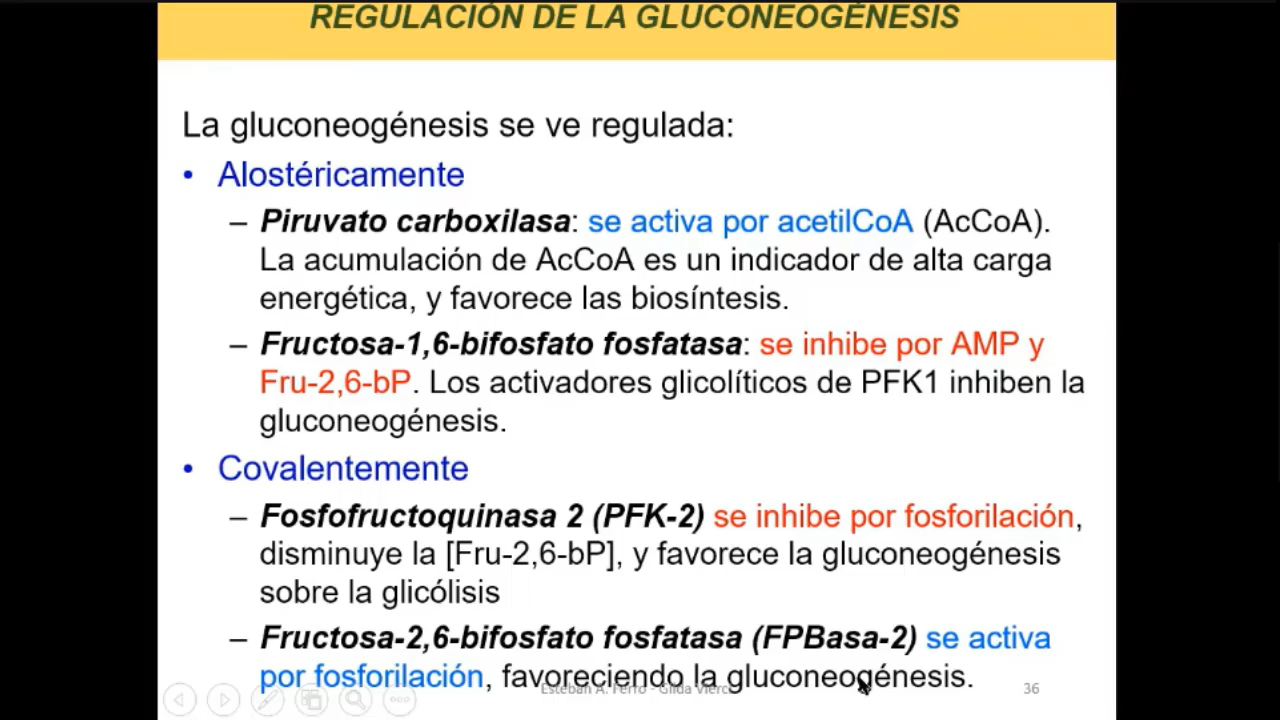 REGULACIÓN DE LA GLUCONEOGÉNESIS
La gluconeogénesis se ve regulada:
• Alostéricamente
– Piruvato carboxilasa: se activa por acetilCoA (AcCoA).
La acumulación de AcCoA es un indicador de alta carga
energética, y favorece las biosíntesis.
– Fructosa-1,6-bifosfato fosfatasa: se inhibe por AMP y
Fru-2,6-bP. Los activadores glicolíticos de PFK1 inhiben la
gluconeogénesis.
• Covalentemente
– Fosfofructoquinasa 2 (PFK-2) se inhibe por fosforilación,
disminuye la [Fru-2,6-bP], y favorece la gluconeogénesis
sobre la glicólisis
– Fructosa-2,6-bifosfato fosfatasa (FPBasa-2) se activa
por fosforilación, favoreciendo la gluconeogénesis.
Esteban A. Ferro - Gilda Vierci
36